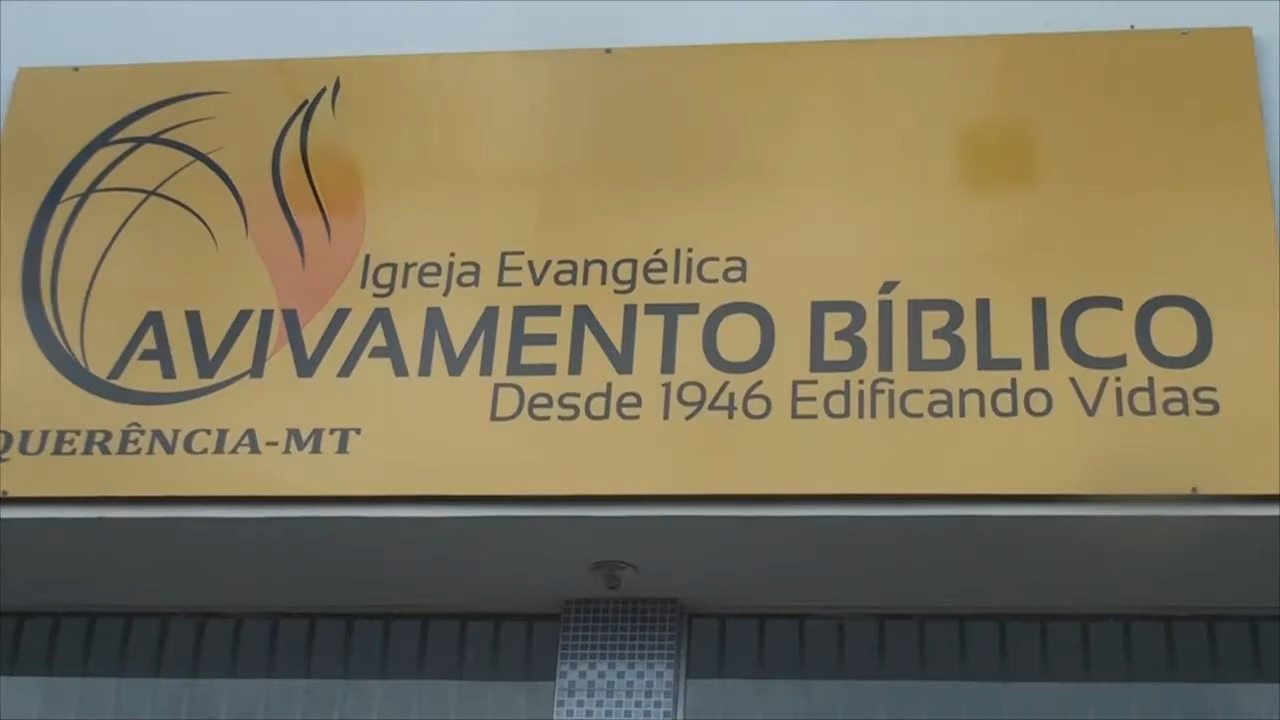 Igreja Evangélica
AVIVAMENTO BÍBLICO
Desde 1946 Edificando Vidas
QUERÊNCIA-MT